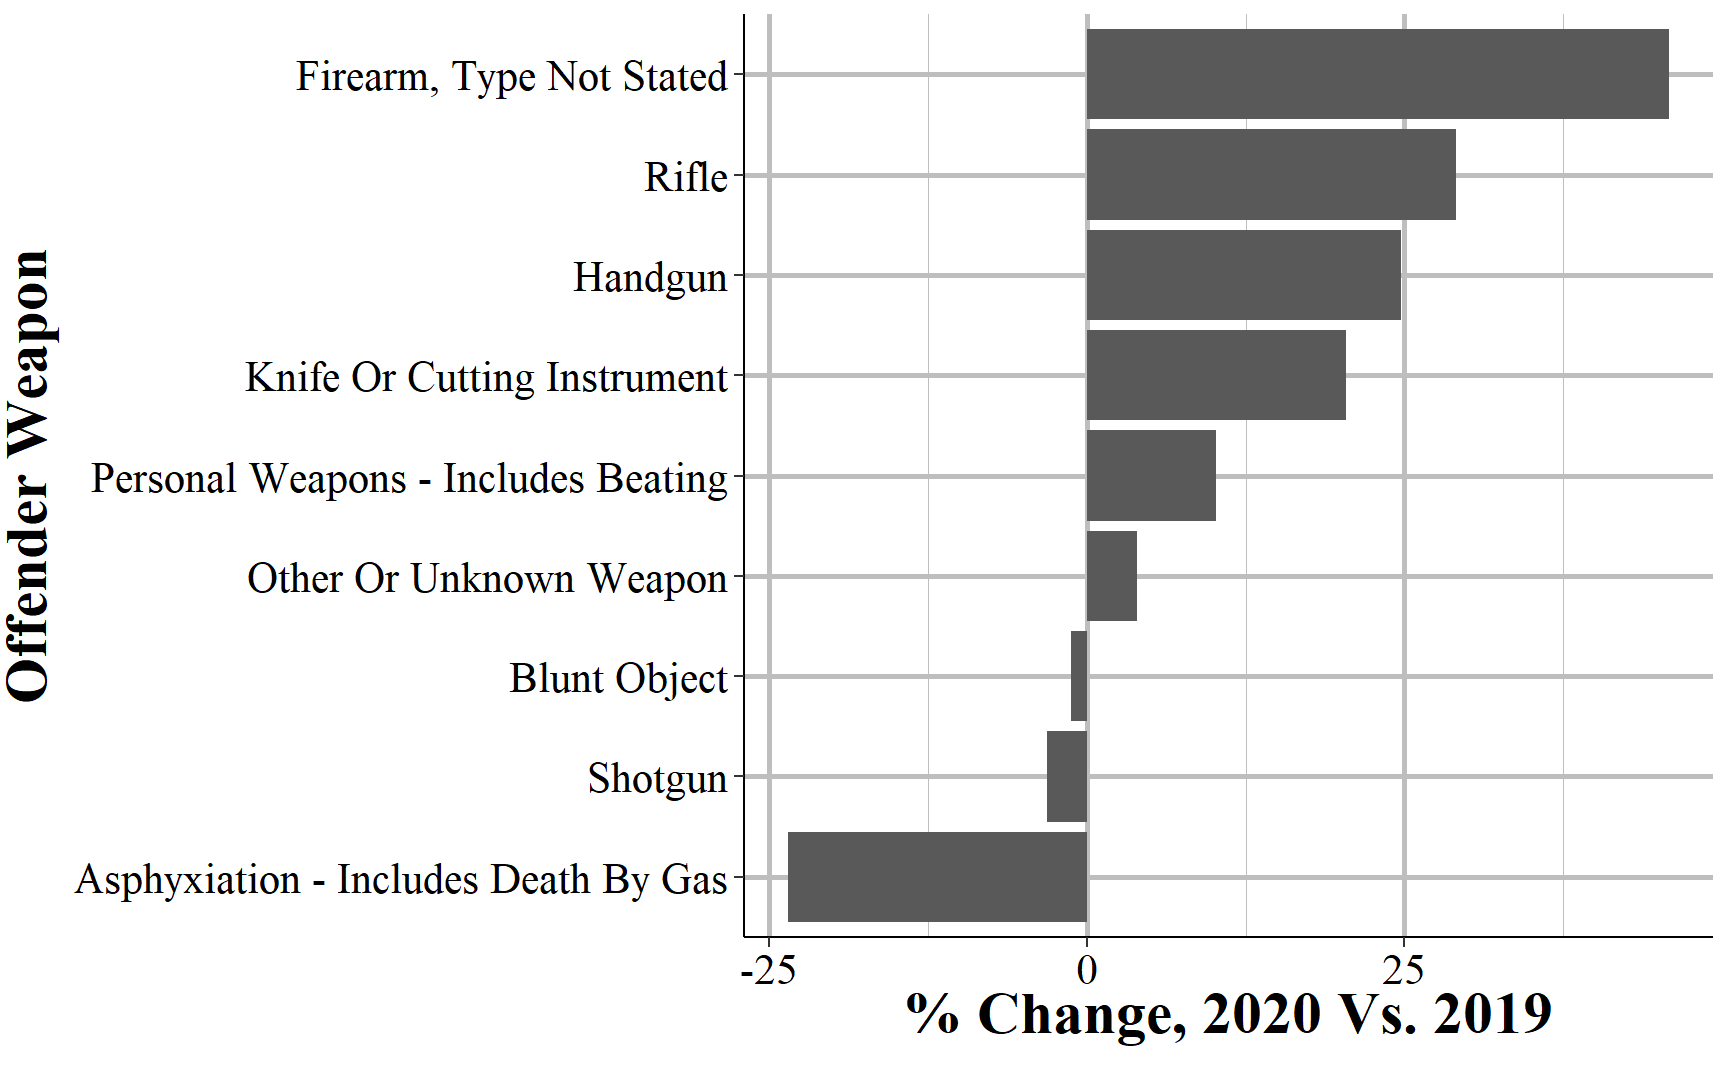 Offender Weapon
Firearm, Type Not Stated
Rifle
Handgun
Knife Or Cutting Instrument
Personal Weapons - Includes Beating
Other Or Unknown Weapon
Blunt Object
Shotgun
Asphyxiation - Includes Death By Gas
-25 0 25
% Change, 2020 Vs. 2019